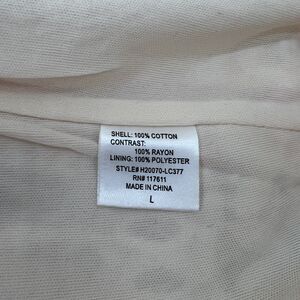 SHELL: 100% COTTON
CONTRAST:
100% RAYON
LINING: 100% POLYESTER
STYLE# H20070-LC377
RN# 117611
MADE IN CHINA
L